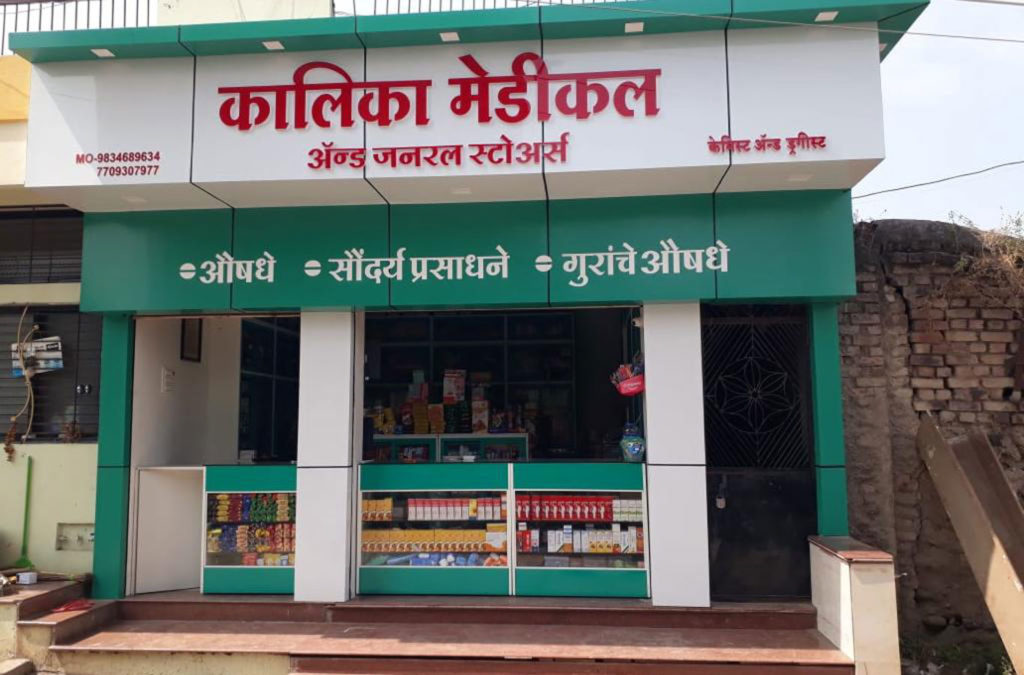 कालिका मेडीकल
ॲन्ड जनरल स्टोअर्स
MO-9834689634
7709307977
केमिस्ट ॲन्ड ड्रगीस्ट
औषधे सौंदर्य प्रसाधने गुरांचे औषधे